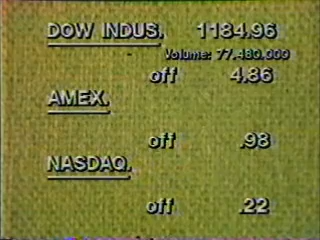 DOW INDUS. 1184.96
Volume: 77.480.000
off 4.86
AMEX.
off .98
NASDAQ.
off .22